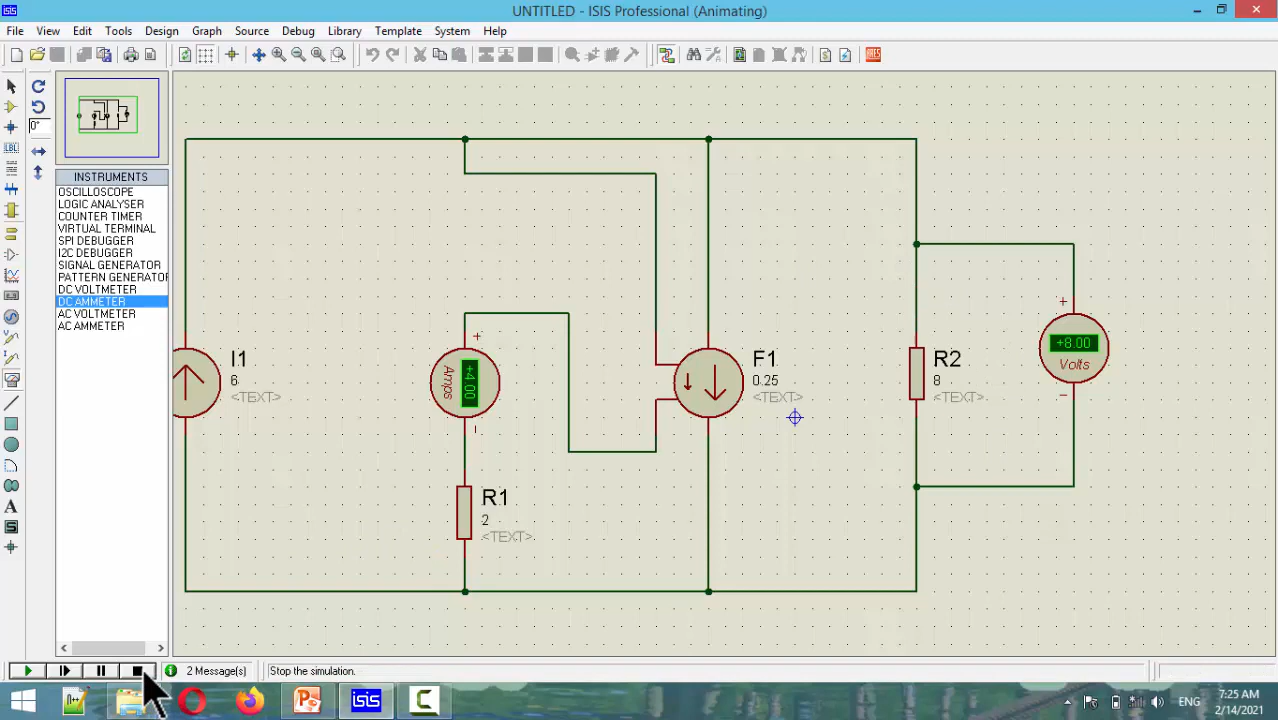 UNTITLED - ISIS Professional (Animating)
File View Edit Tools Design Graph Source Debug Library Template System Help
0°
LBL
INSTRUMENTS
OSCILLOSCOPE
LOGIC ANALYSER
COUNTER TIMER
VIRTUAL TERMINAL
SPI DEBUGGER
I2C DEBUGGER
SIGNAL GENERATOR
PATTERN GENERATOR
DC VOLTMETER
DC AMMETER
AC VOLTMETER
AC AMMETER
I1
6
<TEXT>
+
Amps
+4.00
R1
2
<TEXT>
F1
0.25
<TEXT>
R2
8
<TEXT>
+
+8.00
Volts
−
2 Message(s) Stop the simulation.
isis
ENG
7:25 AM
2/14/2021